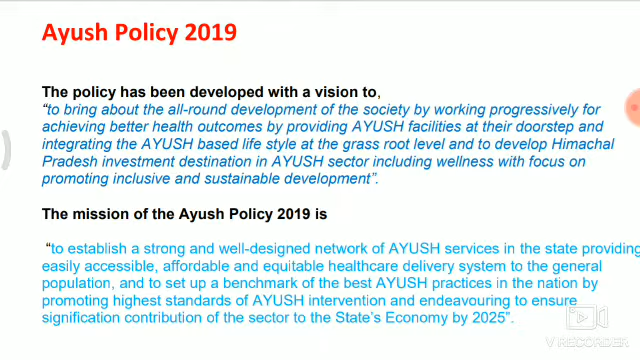 Ayush Policy 2019
The policy has been developed with a vision to,
"to bring about the all-round development of the society by working progressively for
achieving better health outcomes by providing AYUSH facilities at their doorstep and
integrating the AYUSH based life style at the grass root level and to develop Himachal
Pradesh investment destination in AYUSH sector including wellness with focus on
promoting inclusive and sustainable development".
The mission of the Ayush Policy 2019 is
"to establish a strong and well-designed network of AYUSH services in the state providing
easily accessible, affordable and equitable healthcare delivery system to the general
population, and to set up a benchmark of the best AYUSH practices in the nation by
promoting highest standards of AYUSH intervention and endeavouring to ensure
signification contribution of the sector to the State's Economy by 2025".
V RECORDER